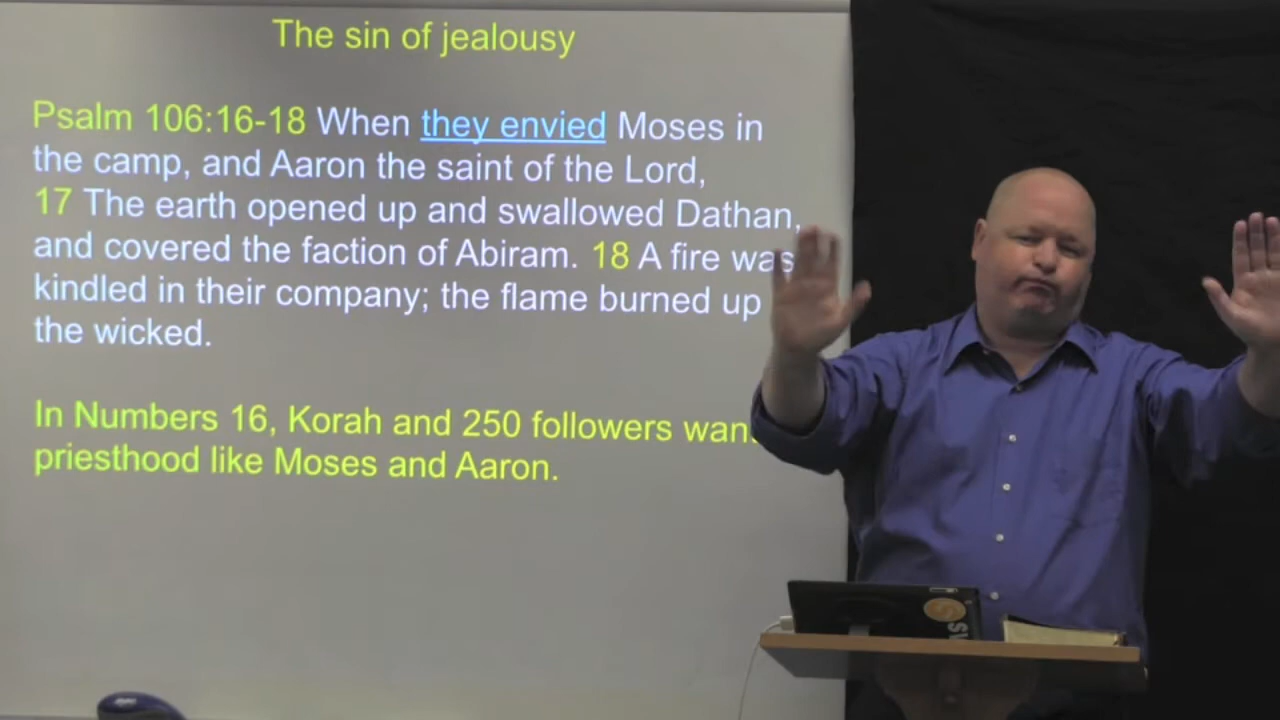 The sin of jealousy
Psalm 106:16-18 When they envied Moses in
the camp, and Aaron the saint of the Lord,
17 The earth opened up and swallowed Dathan,
and covered the faction of Abiram. 18 A fire was
kindled in their company; the flame burned up
the wicked.
In Numbers 16, Korah and 250 followers
priesthood like Moses and Aaron.